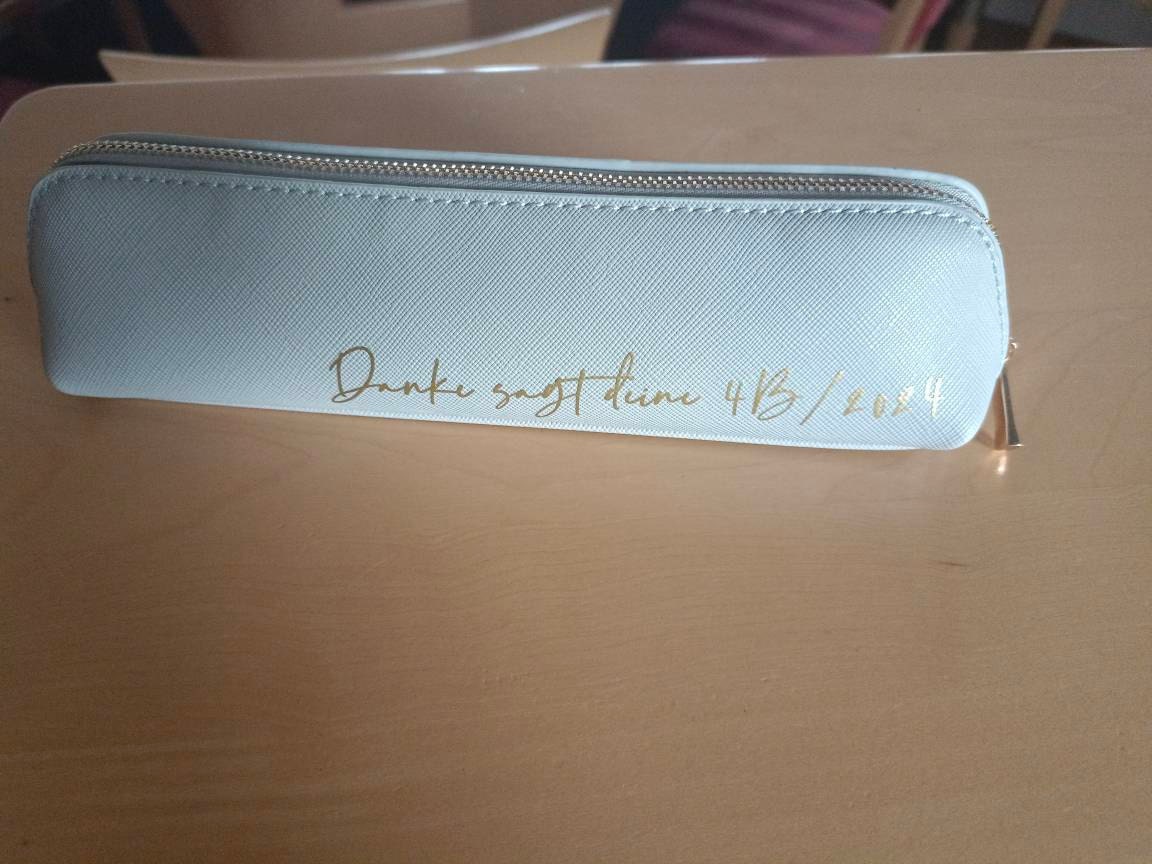 Danke sagt deine 4B/2024